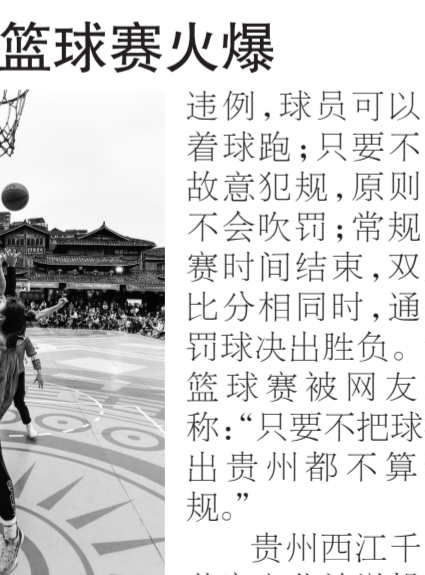 篮球赛火爆
违例，球员可以
着球跑；只要不
故意犯规，原则
不会吹罚；常规
赛时间结束，双
比分相同时，通
罚球决出胜负。
篮球赛被网友
称：“只要不把球
出贵州都不算
规。”
贵州西江千